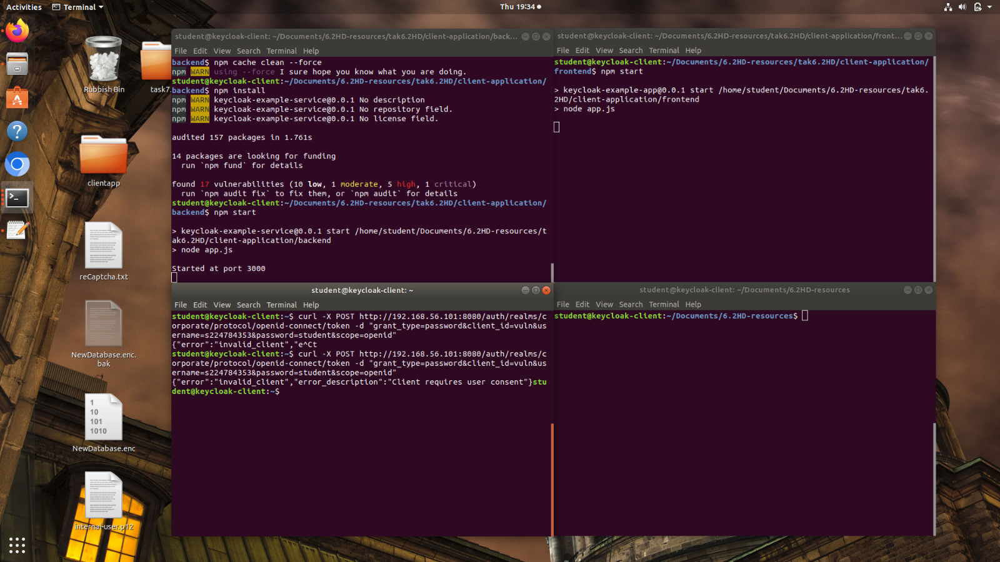 Activities
Terminal
Thu 19:34
Rubbish Bin
task7.
clientapp
reCaptcha.txt
NewDatabase.enc.
bak
1
10
101
1010
NewDatabase.enc
internal-user.p12
student@keycloak-client: ~/Documents/6.2HD-resources/tak6.2HD/client-application/back...
File Edit View Search Terminal Help
backend$ npm cache clean --force
npm WARN using --force I sure hope you know what you are doing.
student@keycloak-client:~/Documents/6.2HD-resources/tak6.2HD/client-application/
backend$ npm install
npm WARN keycloak-example-service@0.0.1 No description
npm WARN keycloak-example-service@0.0.1 No repository field.
npm WARN keycloak-example-service@0.0.1 No license field.
audited 157 packages in 1.761s
14 packages are looking for funding
run `npm fund` for details
found 17 vulnerabilities (10 low, 1 moderate, 5 high, 1 critical)
run `npm audit fix` to fix them, or `npm audit` for details
student@keycloak-client:~/Documents/6.2HD-resources/tak6.2HD/client-application/
backend$ npm start
> keycloak-example-service@0.0.1 start /home/student/Documents/6.2HD-resources/t
ak6.2HD/client-application/backend
> node app.js
Started at port 3000
student@keycloak-client: ~/Documents/6.2HD-resources/tak6.2HD/client-application/front...
File Edit View Search Terminal Help
student@keycloak-client:~/Documents/6.2HD-resources/tak6.2HD/client-application/
frontend$ npm start
> keycloak-example-app@0.0.1 start /home/student/Documents/6.2HD-resources/tak6.
2HD/client-application/frontend
> node app.js
student@keycloak-client: ~
File Edit View Search Terminal Help
student@keycloak-client:~$ curl -X POST http://192.168.56.101:8080/auth/realms/c
orporate/protocol/openid-connect/token -d "grant_type=password&client_id=vuln&us
ername=s224784353&password=student&scope=openid"
{"error":"invalid_client","e^Ct
student@keycloak-client:~$ curl -X POST http://192.168.56.101:8080/auth/realms/c
orporate/protocol/openid-connect/token -d "grant_type=password&client_id=vuln&us
ername=s224784353&password=student&scope=openid"
{"error":"invalid_client","error_description":"Client requires user consent"}stu
dent@keycloak-client:~$
student@keycloak-client: ~/Documents/6.2HD-resources
File Edit View Search Terminal Help
student@keycloak-client:~/Documents/6.2HD-resources$